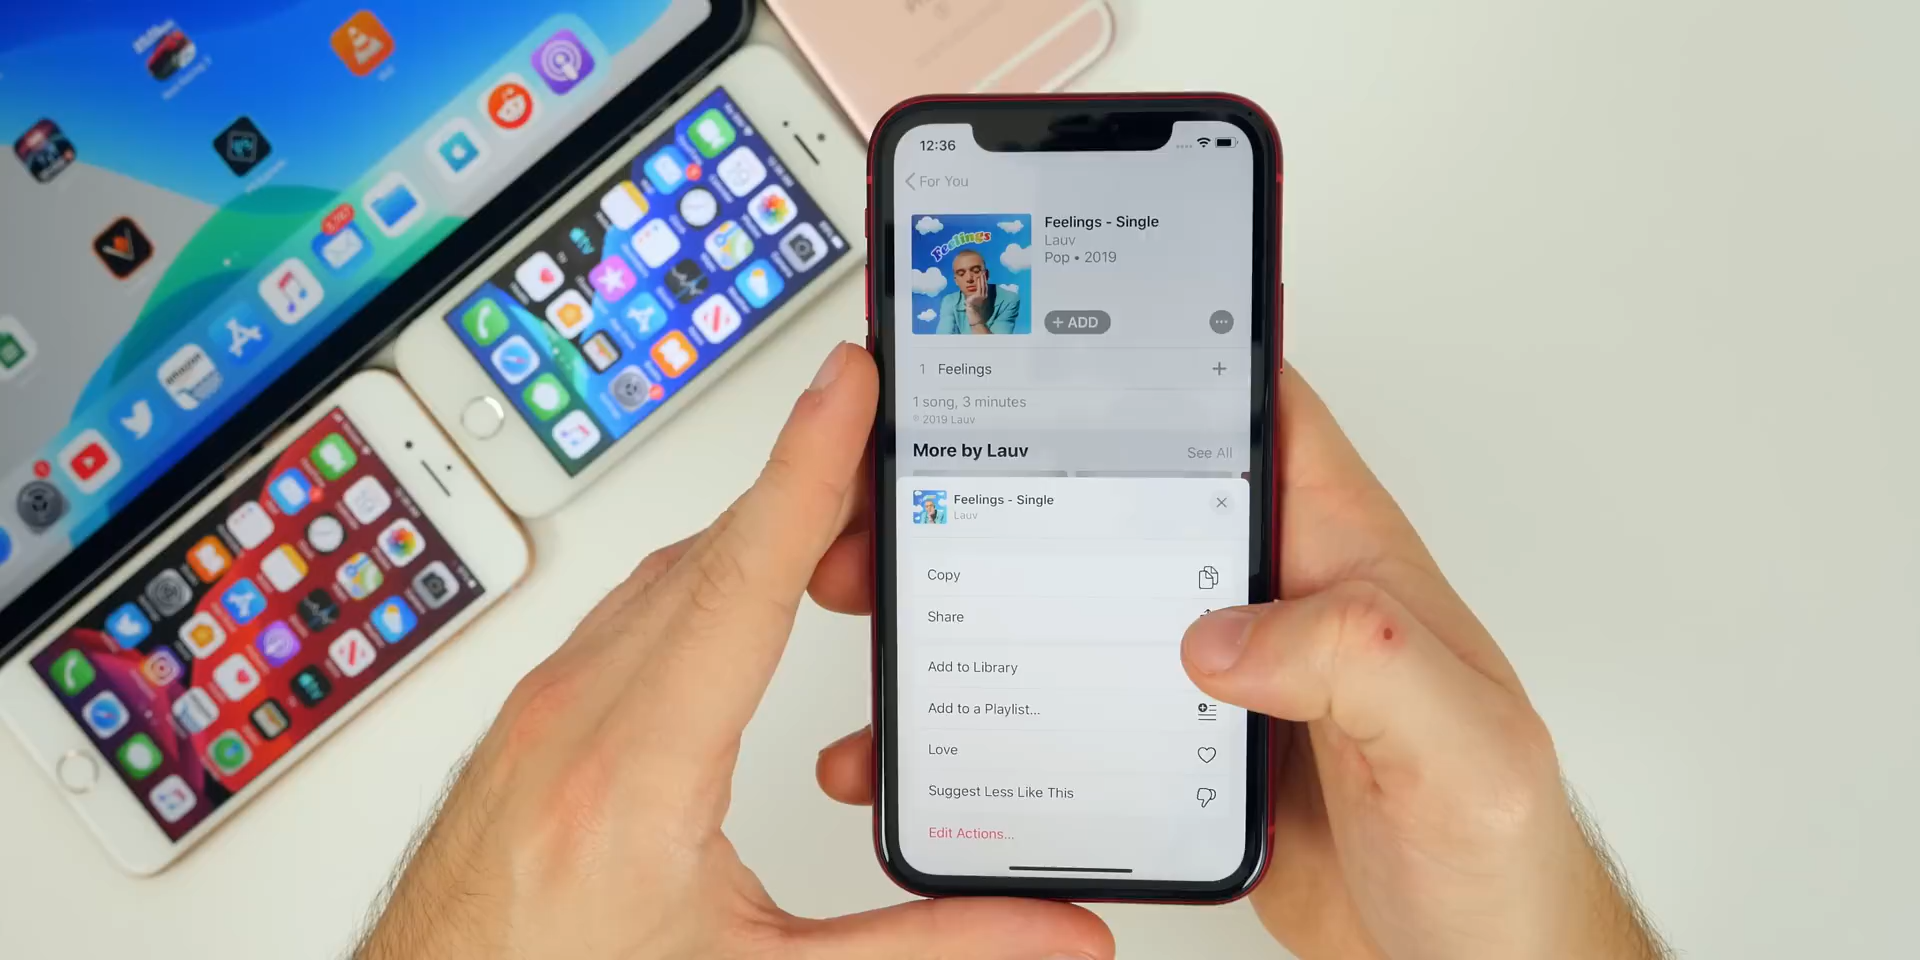 12:36
For You
Feelings
Feelings - Single
Lauv
Pop • 2019
+ ADD
1 Feelings
1 song, 3 minutes
℗ 2019 Lauv
More by Lauv
See All
Feelings - Single
Lauv
Copy
Share
Add to Library
Add to a Playlist...
Love
Suggest Less Like This
Edit Actions...
amazon